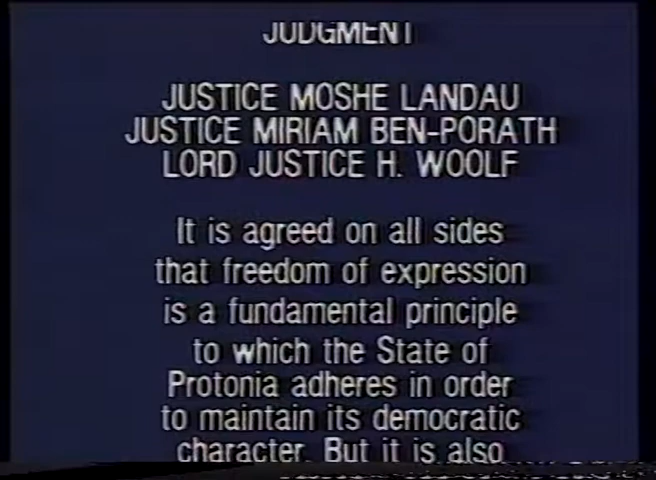 JUDGMENT
JUSTICE MOSHE LANDAU
JUSTICE MIRIAM BEN-PORATH
LORD JUSTICE H. WOOLF
It is agreed on all sides
that freedom of expression
is a fundamental principle
to which the State of
Protonia adheres in order
to maintain its democratic
character. But it is also